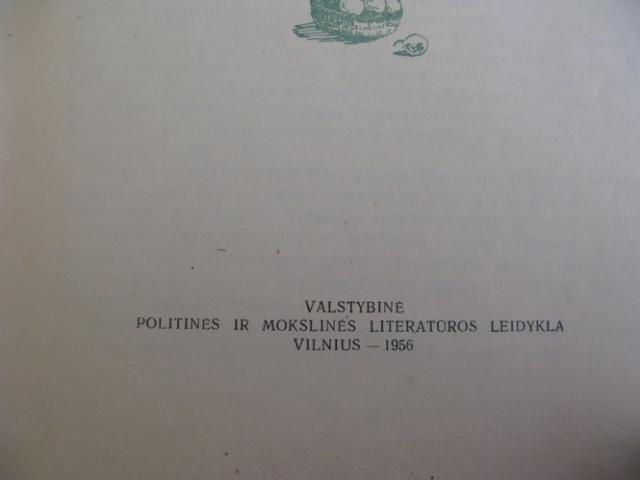 VALSTYBINĖ
POLITINĖS IR MOKSLINĖS LITERATŪROS LEIDYKLA
VILNIUS — 1956